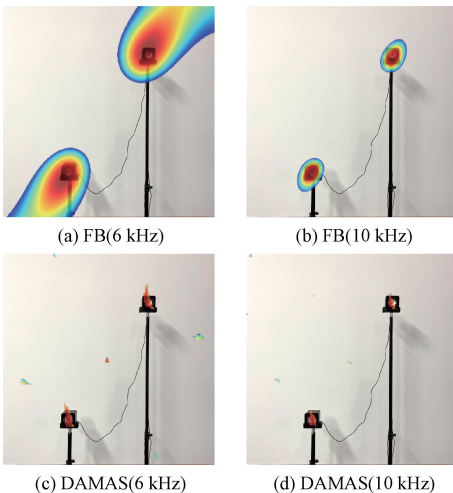 (a) FB(6 kHz)
(b) FB(10 kHz)
(c) DAMAS(6 kHz)
(d) DAMAS(10 kHz)